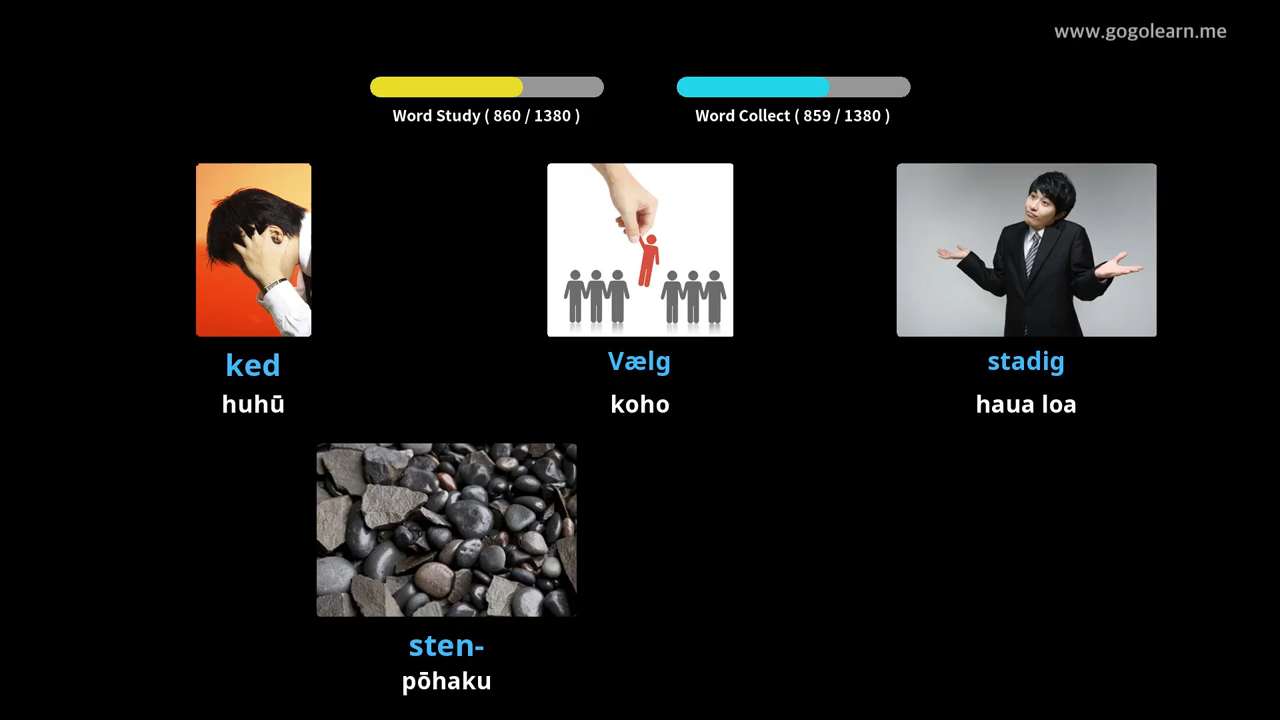 www.gogolearn.me
Word Study ( 860 / 1380 )
Word Collect ( 859 / 1380 )
ked
huhū
Vælg
koho
stadig
haua loa
sten-
pōhaku